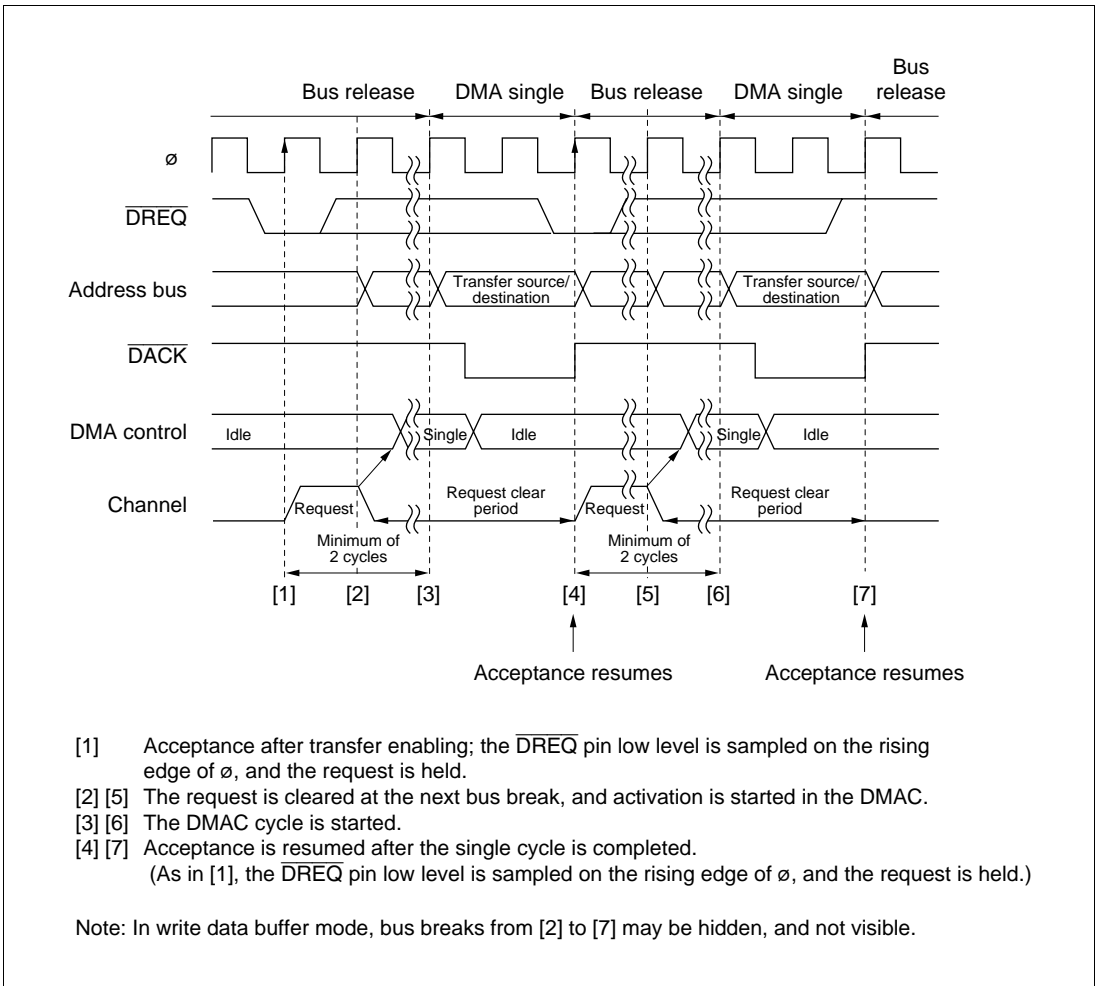 Bus release DMA single Bus release DMA single Bus release
ø
DREQ
Address bus Transfer source/ destination Transfer source/ destination
DACK
DMA control Idle Single Idle Single Idle
Channel Request Request clear period Request Request clear period
Minimum of 2 cycles Minimum of 2 cycles
[1] [2] [3] [4] [5] [6] [7]
Acceptance resumes Acceptance resumes
[1] Acceptance after transfer enabling; the DREQ pin low level is sampled on the rising
edge of ø, and the request is held.
[2] [5] The request is cleared at the next bus break, and activation is started in the DMAC.
[3] [6] The DMAC cycle is started.
[4] [7] Acceptance is resumed after the single cycle is completed.
(As in [1], the DREQ pin low level is sampled on the rising edge of ø, and the request is held.)
Note: In write data buffer mode, bus breaks from [2] to [7] may be hidden, and not visible.